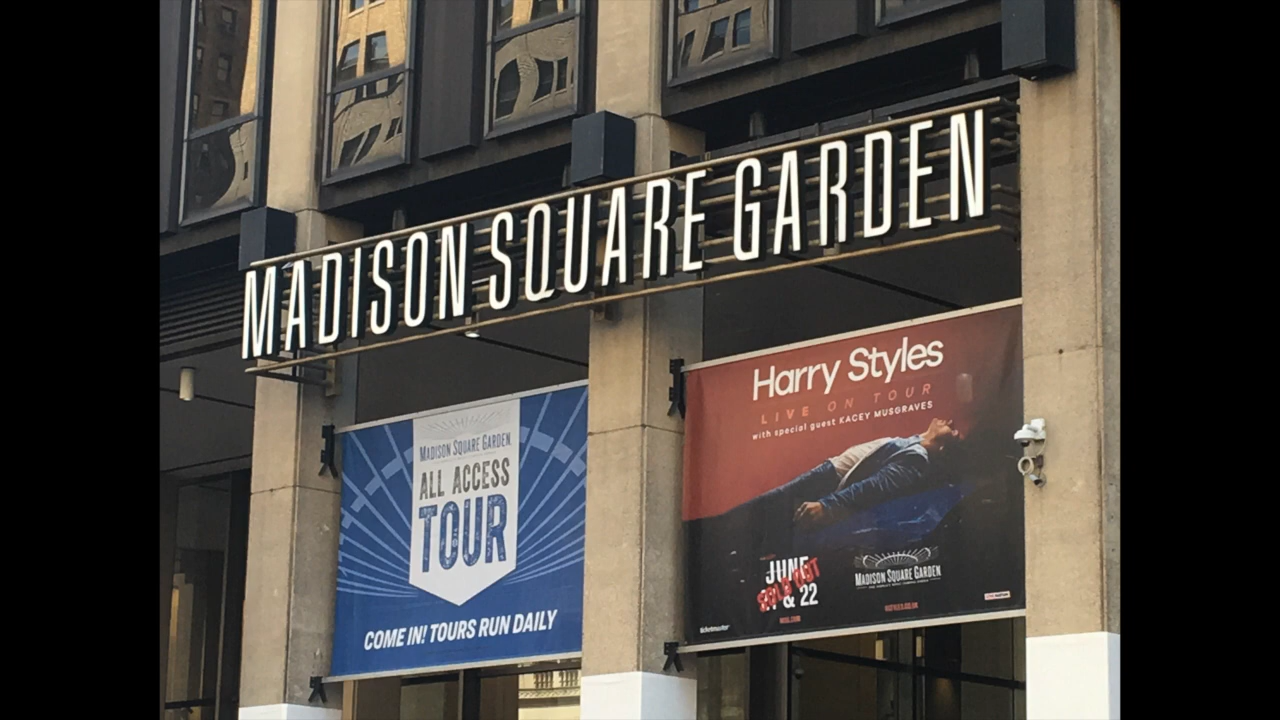 MADISON SQUARE GARDEN
MADISON SQUARE GARDEN
ALL ACCESS
TOUR
COME IN! TOURS RUN DAILY
Harry Styles
LIVE ON TOUR
with special guest KACEY MUSGRAVES
JUNE
SOLD OUT
& 22
MADISON SQUARE GARDEN
ticketmaster